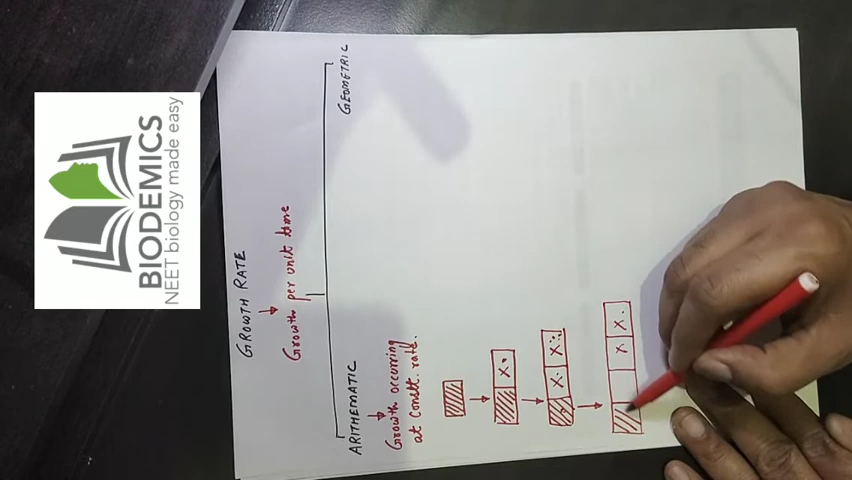 GROWTH RATE
Growth per unit time
ARITHEMATIC
GEOMETRIC
Growth occurring
at constt. rate.
X
X X
X X
BIODEMICS
NEET biology made easy